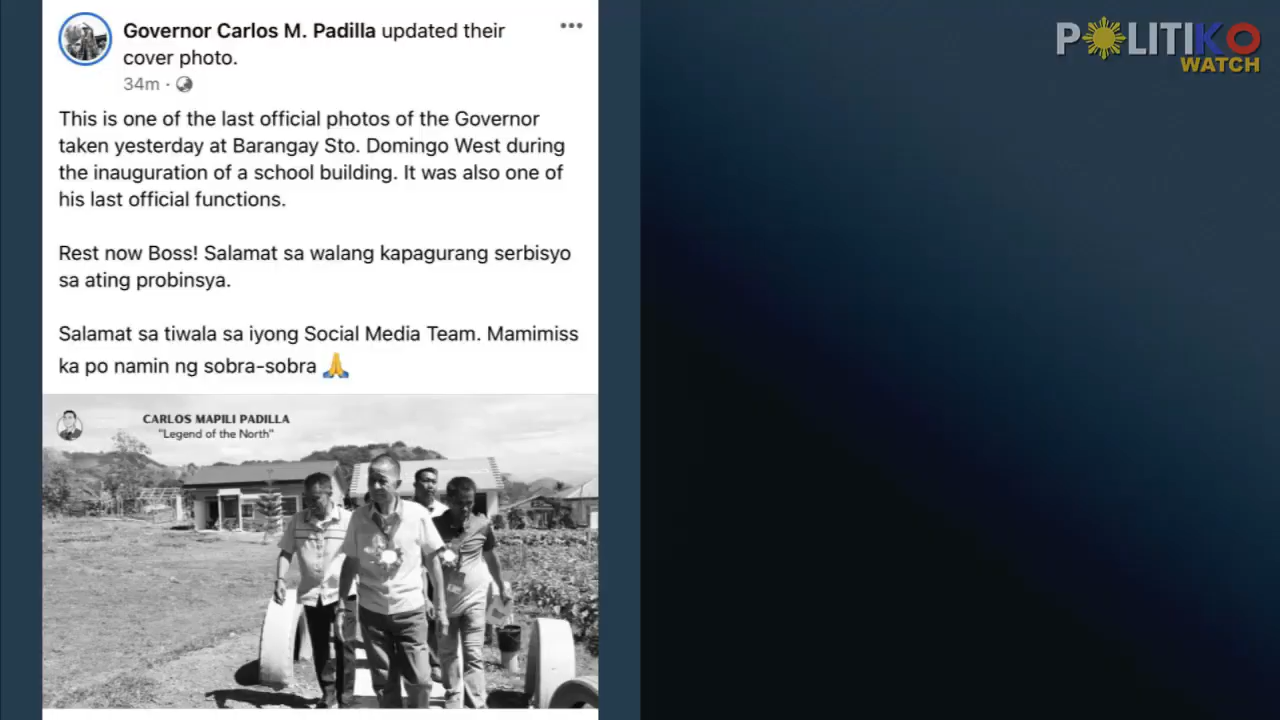 Governor Carlos M. Padilla updated their
cover photo.
34m ·
This is one of the last official photos of the Governor
taken yesterday at Barangay Sto. Domingo West during
the inauguration of a school building. It was also one of
his last official functions.
Rest now Boss! Salamat sa walang kapagurang serbisyo
sa ating probinsya.
Salamat sa tiwala sa iyong Social Media Team. Mamimiss
ka po namin ng sobra-sobra 🙏
CARLOS MAPILI PADILLA
"Legend of the North"
POLITIKO
WATCH